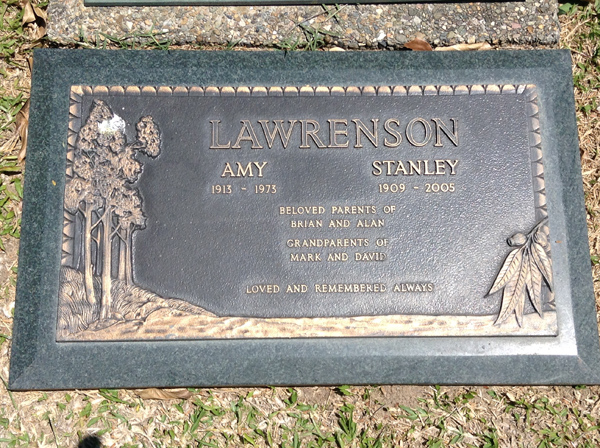 LAWRENSON
AMY STANLEY
1913 - 1973 1909 - 2005
BELOVED PARENTS OF
BRIAN AND ALAN
GRANDPARENTS OF
MARK AND DAVID
LOVED AND REMEMBERED ALWAYS